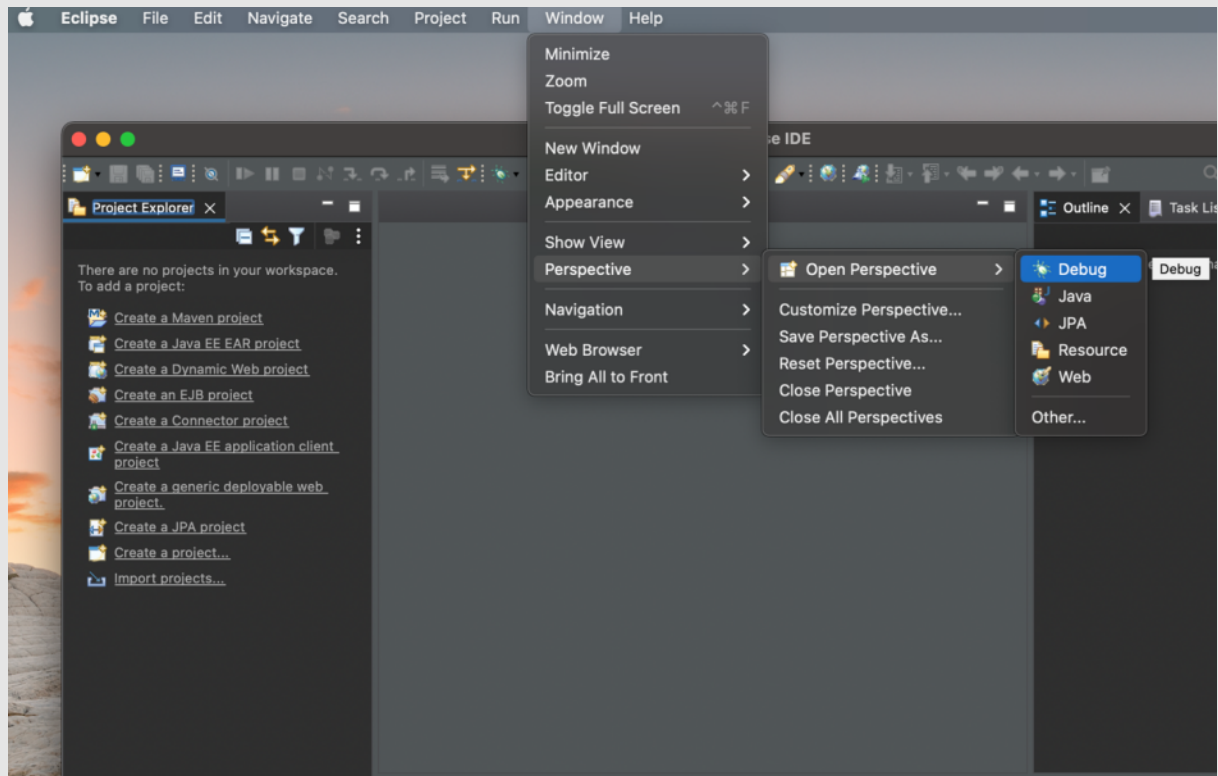 Eclipse File Edit Navigate Search Project Run Window Help
Minimize
Zoom
Toggle Full Screen ^⌘F
New Window
Editor
Appearance
Show View
Perspective
Navigation
Web Browser
Bring All to Front
Open Perspective
Customize Perspective...
Save Perspective As...
Reset Perspective...
Close Perspective
Close All Perspectives
Debug
Java
JPA
Resource
Web
Other...
Debug
IDE
Project Explorer
Outline
Task
There are no projects in your workspace.
To add a project:
Create a Maven project
Create a Java EE EAR project
Create a Dynamic Web project
Create an EJB project
Create a Connector project
Create a Java EE application client
project
Create a generic deployable web
project.
Create a JPA project
Create a project...
Import projects...